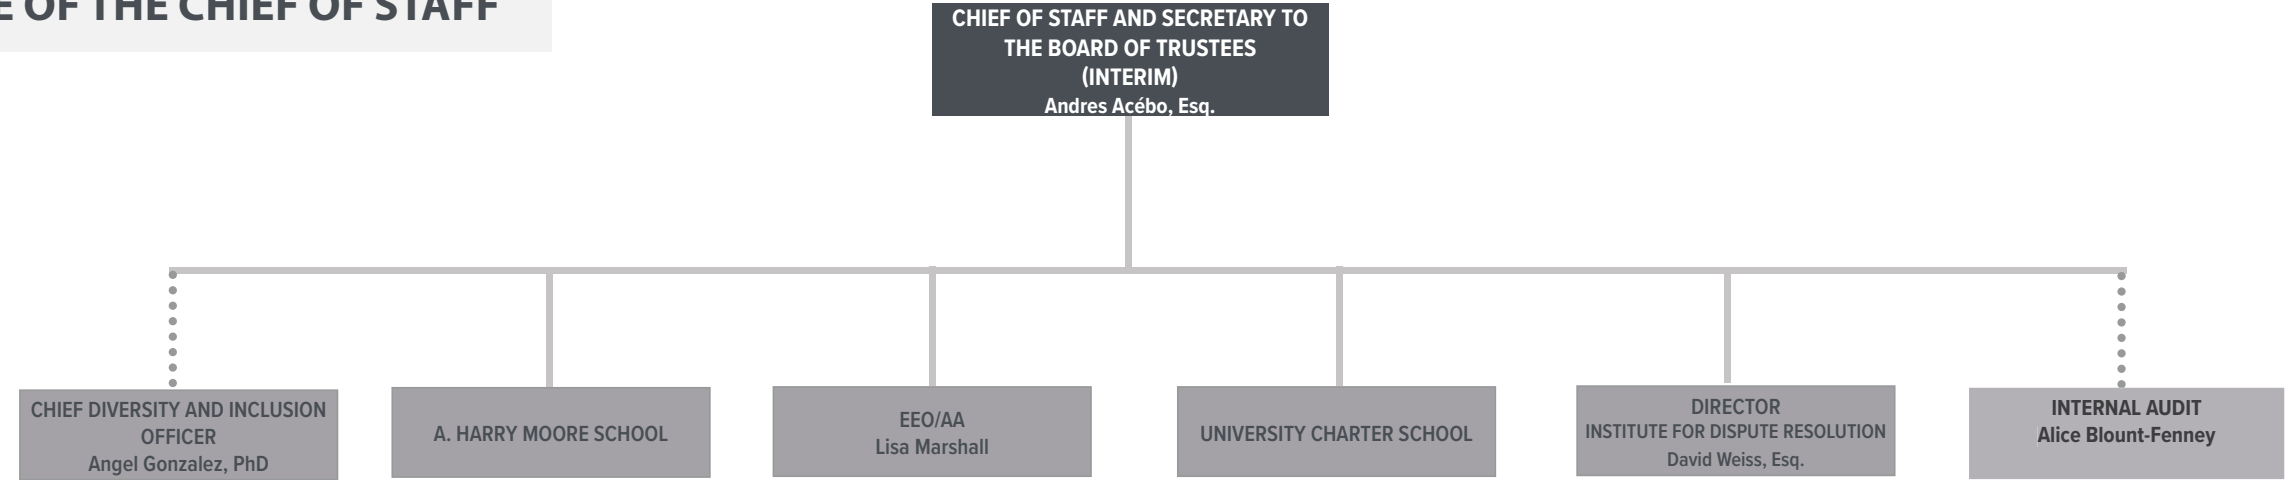 E OF THE CHIEF OF STAFF
CHIEF OF STAFF AND SECRETARY TO
THE BOARD OF TRUSTEES
(INTERIM)
Andres Acébo, Esq.
CHIEF DIVERSITY AND INCLUSION
OFFICER
Angel Gonzalez, PhD
A. HARRY MOORE SCHOOL
EEO/AA
Lisa Marshall
UNIVERSITY CHARTER SCHOOL
DIRECTOR
INSTITUTE FOR DISPUTE RESOLUTION
David Weiss, Esq.
INTERNAL AUDIT
Alice Blount-Fenney